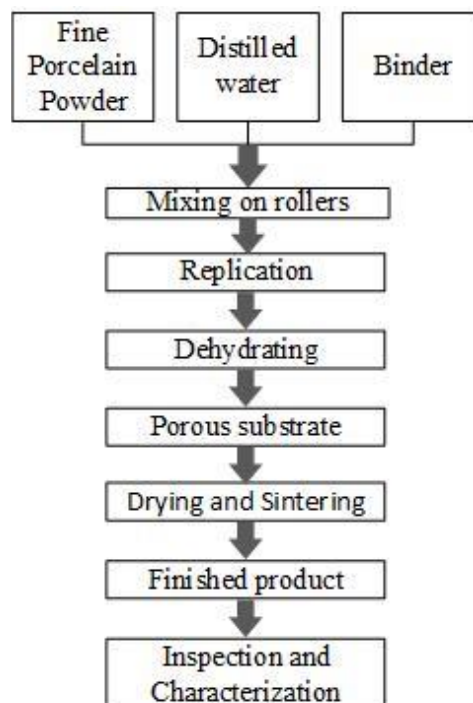 Fine
Porcelain
Powder
Distilled
water
Binder
Mixing on rollers
Replication
Dehydrating
Porous substrate
Drying and Sintering
Finished product
Inspection and
Characterization